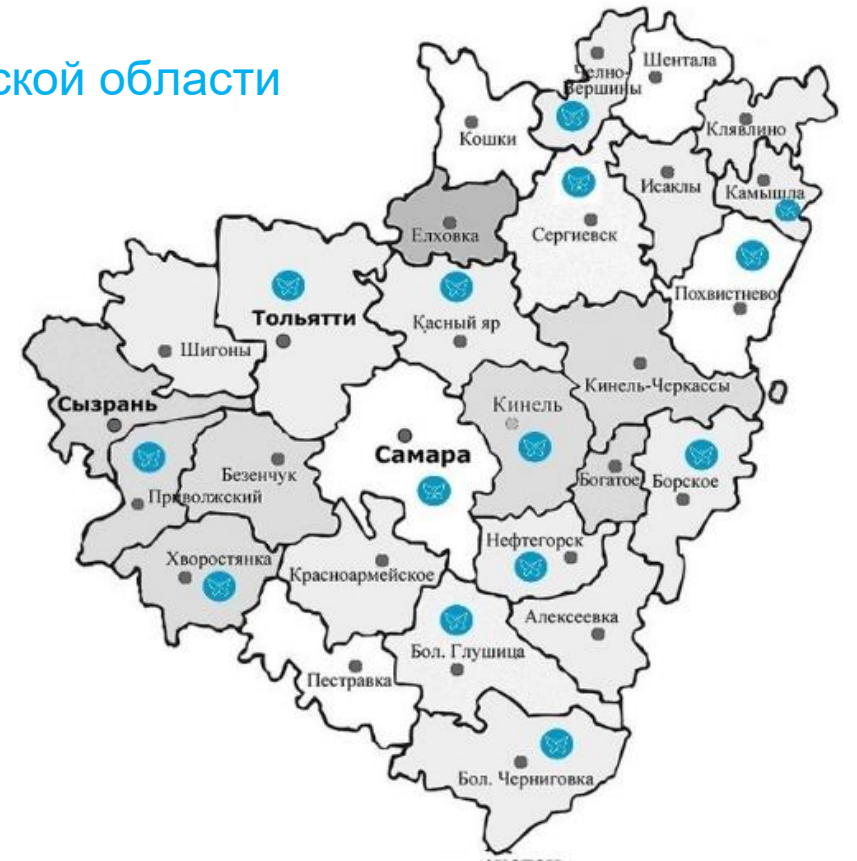 ской области
Шентала
Челно-
Вершины
Клявлино
Кошки
Исаклы
Камышла
Елховка
Сергиевск
Похвистнево
Тольятти
Қасный яр
Шигоны
Кинель-Черкассы
Сызрань
Кинель
Самара
Безенчук
Богатое
Борское
Приволжский
Нефтегорск
Хворостянка
Красноармейское
Алексеевка
Бол. Глушица
Пестравка
Бол. Черниговка